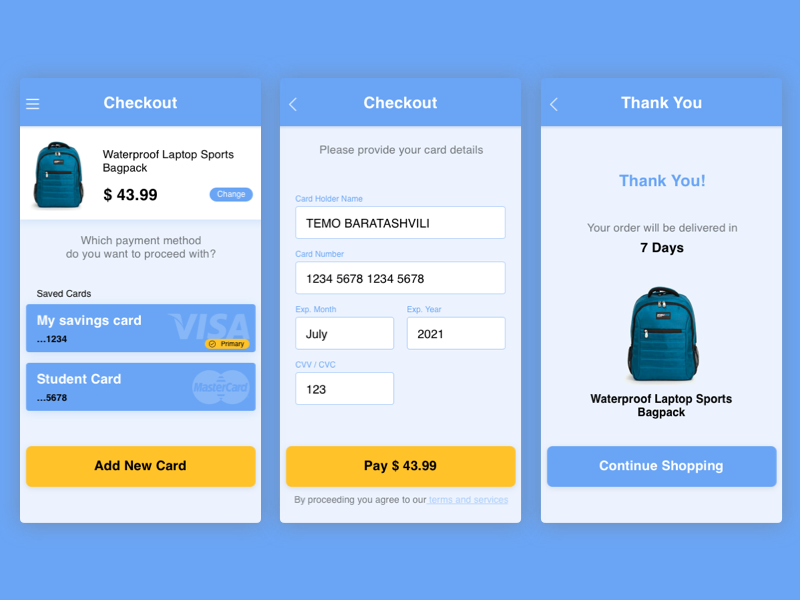 Checkout
Waterproof Laptop Sports
Bagpack
$ 43.99
Change
Which payment method
do you want to proceed with?
Saved Cards
My savings card
...1234
VISA
Primary
Student Card
...5678
MasterCard
Add New Card
Checkout
Please provide your card details
Card Holder Name
TEMO BARATASHVILI
Card Number
1234 5678 1234 5678
Exp. Month
Exp. Year
July
2021
CVV / CVC
123
Pay $ 43.99
By proceeding you agree to our terms and services
Thank You
Thank You!
Your order will be delivered in
7 Days
Waterproof Laptop Sports
Bagpack
Continue Shopping